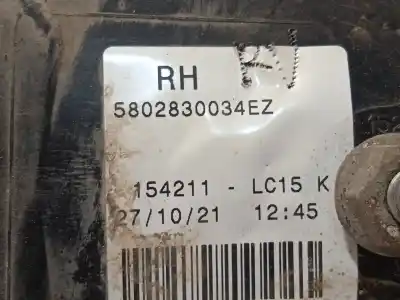 RH
5802830034EZ
154211 - LC15 K
27/10/21 12:45